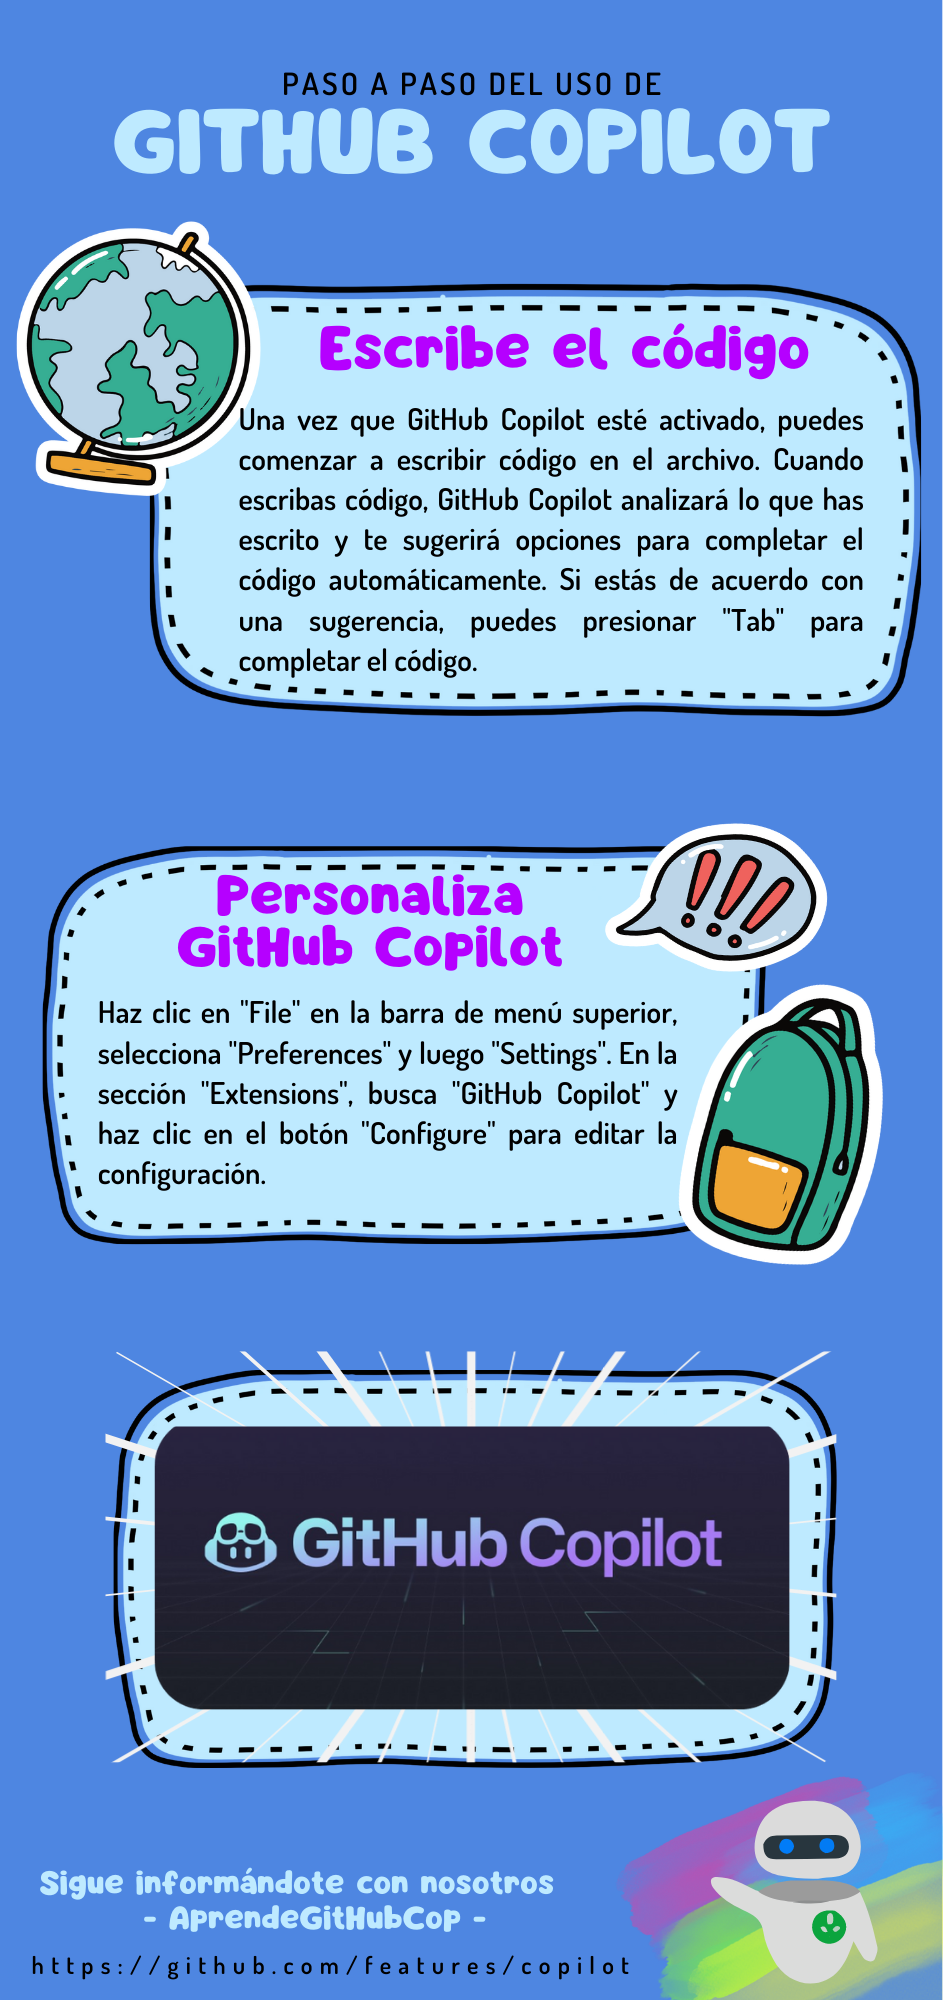 PASO A PASO DEL USO DE
GITHUB COPILOT
Escribe el código
Una vez que GitHub Copilot esté activado, puedes
comenzar a escribir código en el archivo. Cuando
escribas código, GitHub Copilot analizará lo que has
escrito y te sugerirá opciones para completar el
código automáticamente. Si estás de acuerdo con
una sugerencia, puedes presionar "Tab" para
completar el código.
Personaliza
GitHub Copilot
Haz clic en "File" en la barra de menú superior,
selecciona "Preferences" y luego "Settings". En la
sección "Extensions", busca "GitHub Copilot" y
haz clic en el botón "Configure" para editar la
configuración.
GitHub Copilot
Sigue informándote con nosotros
- AprendeGitHubCop -
https://github.com/features/copilot